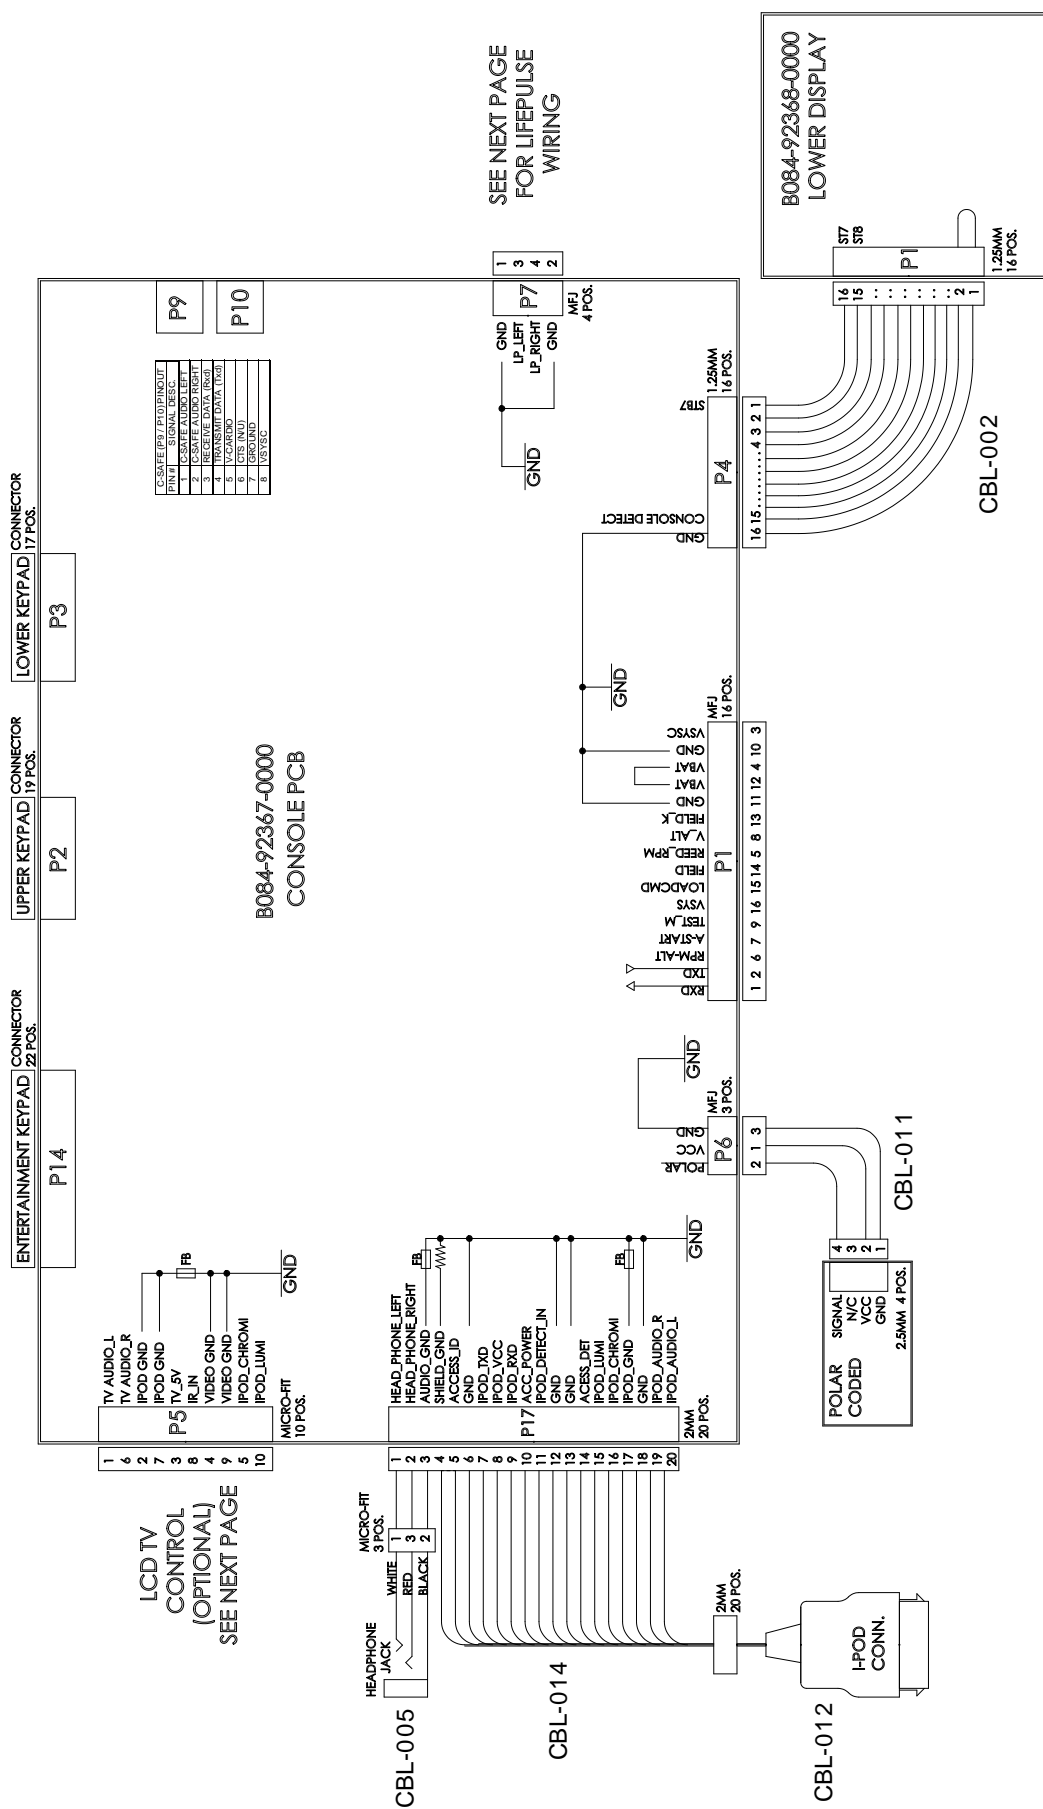 ENTERTAINMENT KEYPAD
CONNECTOR
22 POS.
P14
UPPER KEYPAD
CONNECTOR
19 POS.
P2
LOWER KEYPAD
CONNECTOR
17 POS.
P3
B084-92367-0000
CONSOLE PCB
C-SAFE (P9 / P10) PINOUT
PIN # SIGNAL DESC.
1 C-SAFE AUDIO LEFT
2 C-SAFE AUDIO RIGHT
3 RECEIVE DATA (Rxd)
4 TRANSMIT DATA (Txd)
5 V-CARDIO
6 CTS (N/U)
7 GROUND
8 VSYSC
P9
P10
LCD TV
CONTROL
(OPTIONAL)
SEE NEXT PAGE
1 TV AUDIO_L
6 TV AUDIO_R
2 IPOD GND
7 IPOD GND
3 TV_5V
8 IR_IN
4 VIDEO GND
9 VIDEO GND
5 IPOD_CHROMI
10 IPOD_LUMI
P5
MICRO-FIT
10 POS.
FB
GND
HEADPHONE
JACK
CBL-005
WHITE
RED
BLACK
MICRO-FIT
3 POS.
1
3
2
1 HEAD_PHONE_LEFT
2 HEAD_PHONE_RIGHT
3 AUDIO_GND
4 SHIELD_GND
5 ACCESS_ID
6 GND
7 IPOD_TXD
8 IPOD_VCC
9 IPOD_RXD
10 ACC_POWER
11 IPOD_DETECT_IN
12 GND
13 GND
14 ACESS_DET
15 IPOD_LUMI
16 IPOD_CHROMI
17 IPOD_GND
18 GND
19 IPOD_AUDIO_R
20 IPOD_AUDIO_L
P17
2MM
20 POS.
FB
FB
GND
CBL-014
2MM
20 POS.
CBL-012
I-POD
CONN.
SEE NEXT PAGE
FOR LIFEPULSE
WIRING
GND
LP_LEFT
LP_RIGHT
GND
P7
1
3
4
2
MFJ
4 POS.
GND
POLAR
VCC
GND
P6
MFJ
3 POS.
2 1 3
GND
CBL-011
POLAR
CODED
SIGNAL
N/C
VCC
GND
4
3
2
1
2.5MM 4 POS.
RXD
TXD
RPM-ALT
A-START
TEST_M
VSYS
LOADCMD
FIELD
REED_RPM
V_ALT
FIELD_K
GND
VBAT
VBAT
GND
VSYSC
P1
MFJ
16 POS.
1 2 6 7 9 16 15 14 5 8 13 11 12 4 10 3
GND
GND
CONSOLE DETECT
STB7
P4
1.25MM
16 POS.
16 15 ......... 4 3 2 1
CBL-002
B084-92368-0000
LOWER DISPLAY
ST7
ST8
P1
1.25MM
16 POS.
16
15
2
1